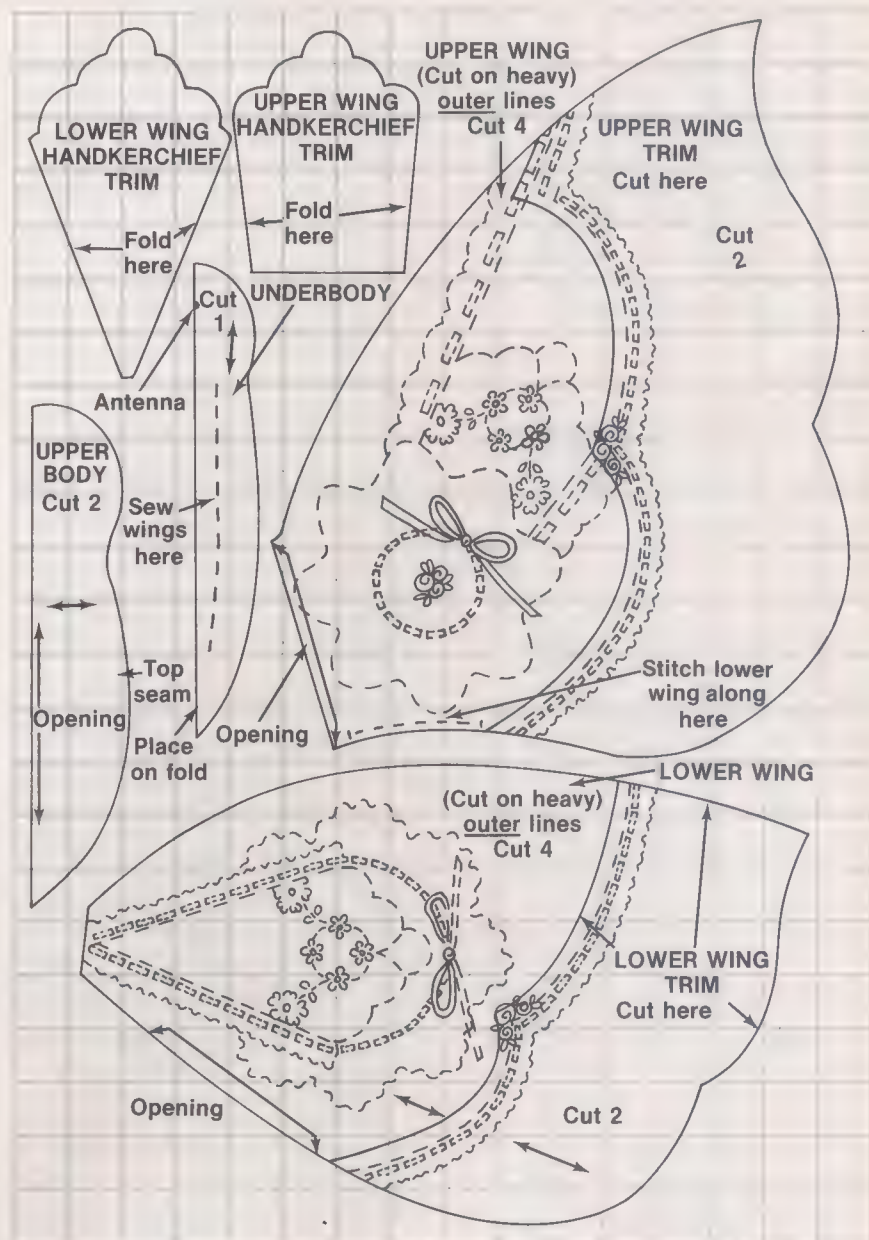 LOWER WING
HANDKERCHIEF
TRIM
Fold
here
UPPER WING
HANDKERCHIEF
TRIM
Fold
here
UPPER WING
(Cut on heavy)
outer lines
Cut 4
UPPER WING
TRIM
Cut here
Cut
2
Cut
1
UNDERBODY
Antenna
UPPER
BODY
Cut 2
Sew
wings
here
Top
seam
Opening
Place
on fold
Opening
Stitch lower
wing along
here
LOWER WING
(Cut on heavy)
outer lines
Cut 4
LOWER WING
TRIM
Cut here
Opening
Cut 2